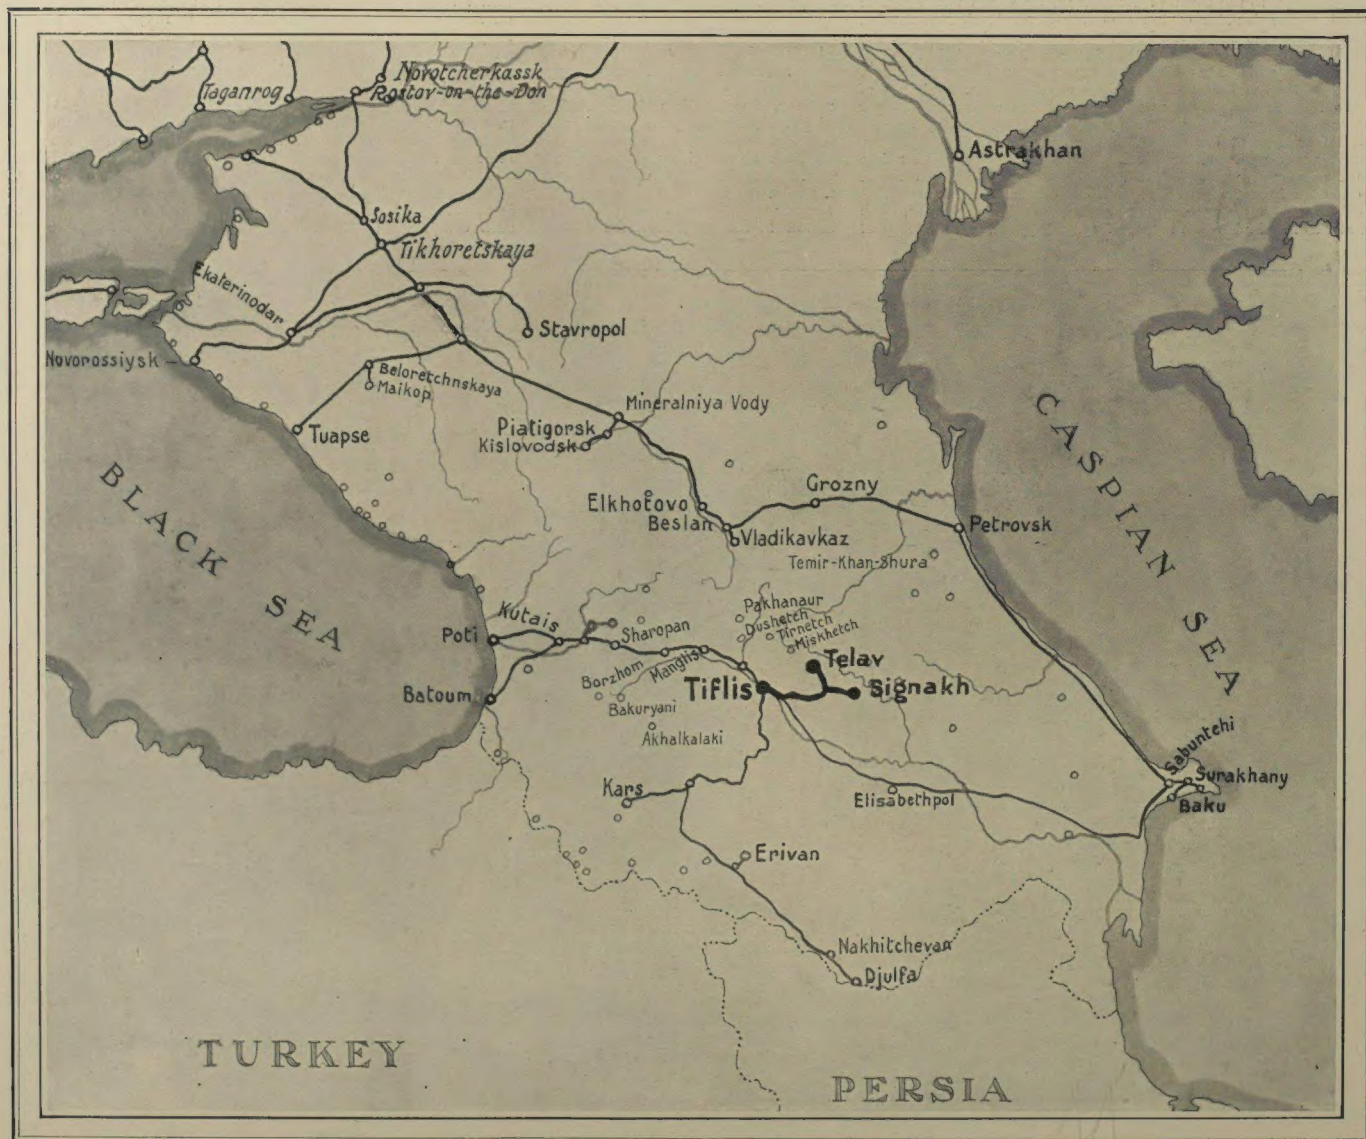 Novotcherkassk
Taganrog
Rostov-on-the-Don
Astrakhan
Sosika
Tikhoretskaya
Ekaterinodar
Stavropol
Novorossiysk
Beloretchnskaya
Maikop
Mineralniya Vody
Piatigorsk
Kislovodsk
Tuapse
CASPIAN SEA
BLACK SEA
Grozny
Elkhotovo
Beslan
Vladikavkaz
Petrovsk
Temir-Khan-Shura
Pakhanaur
Dushetch
Tirnetch
Miskhetch
Kutais
Poti
Sharopan
Borzhom
Manglis
Telav
Tiflis
Signakh
Batoum
Bakuryani
Akhalkalaki
Sabuntehi
Surakhany
Baku
Kars
Elisabethpol
Erivan
Nakhitchevan
Djulfa
TURKEY
PERSIA